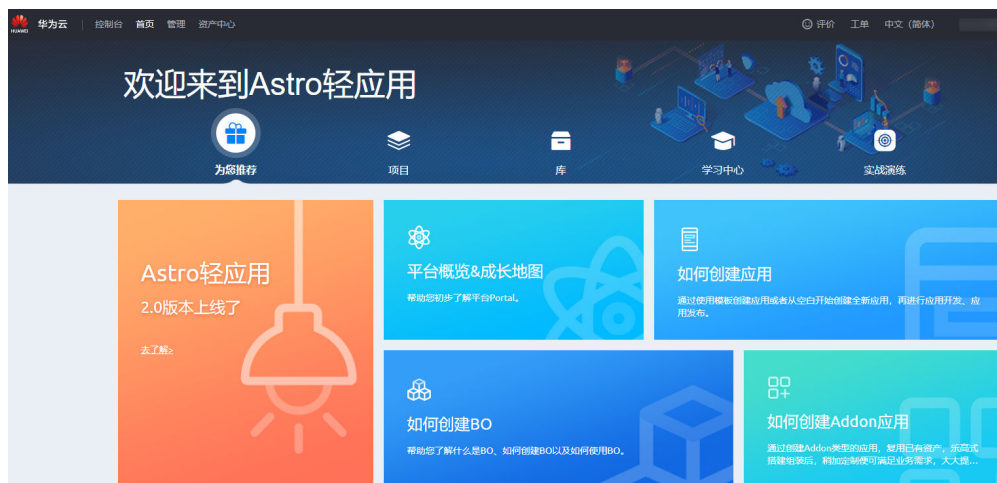 HUAWEI
华为云 控制台 首页 管理 资产中心 评价 工单 中文（简体）
欢迎来到Astro轻应用
为您推荐 项目 库 学习中心 实战演练
Astro轻应用
2.0版本上线了
去了解>
平台概览&成长地图
帮助您初步了解平台Portal。
如何创建应用
通过使用模板创建应用或者从空白开始创建全新应用，再进行应用开发、应
用发布。
如何创建BO
帮助您了解什么是BO、如何创建BO以及如何使用BO。
如何创建Addon应用
通过创建Addon类型的应用，复用已有资产，乐高式
搭建组装后，稍加定制便可满足业务需求，大大提...